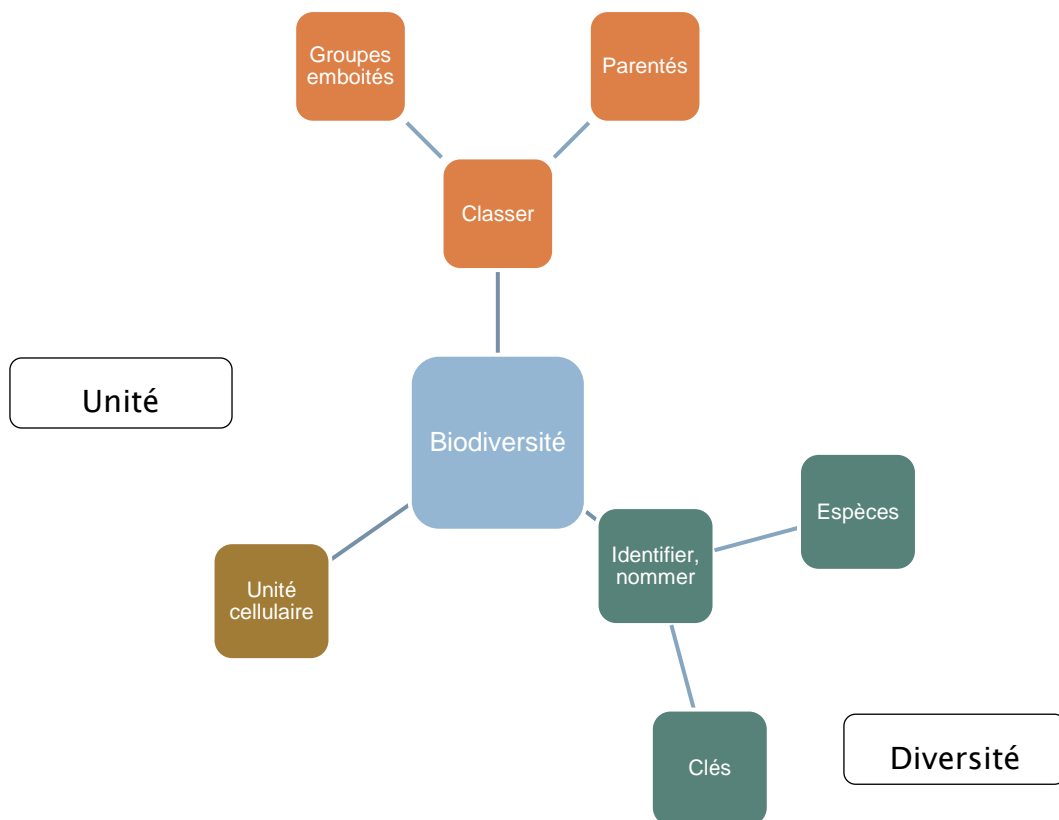 Groupes
emboités
Parentés
Classer
Unité
Biodiversité
Espèces
Identifier,
nommer
Unité
cellulaire
Diversité
Clés